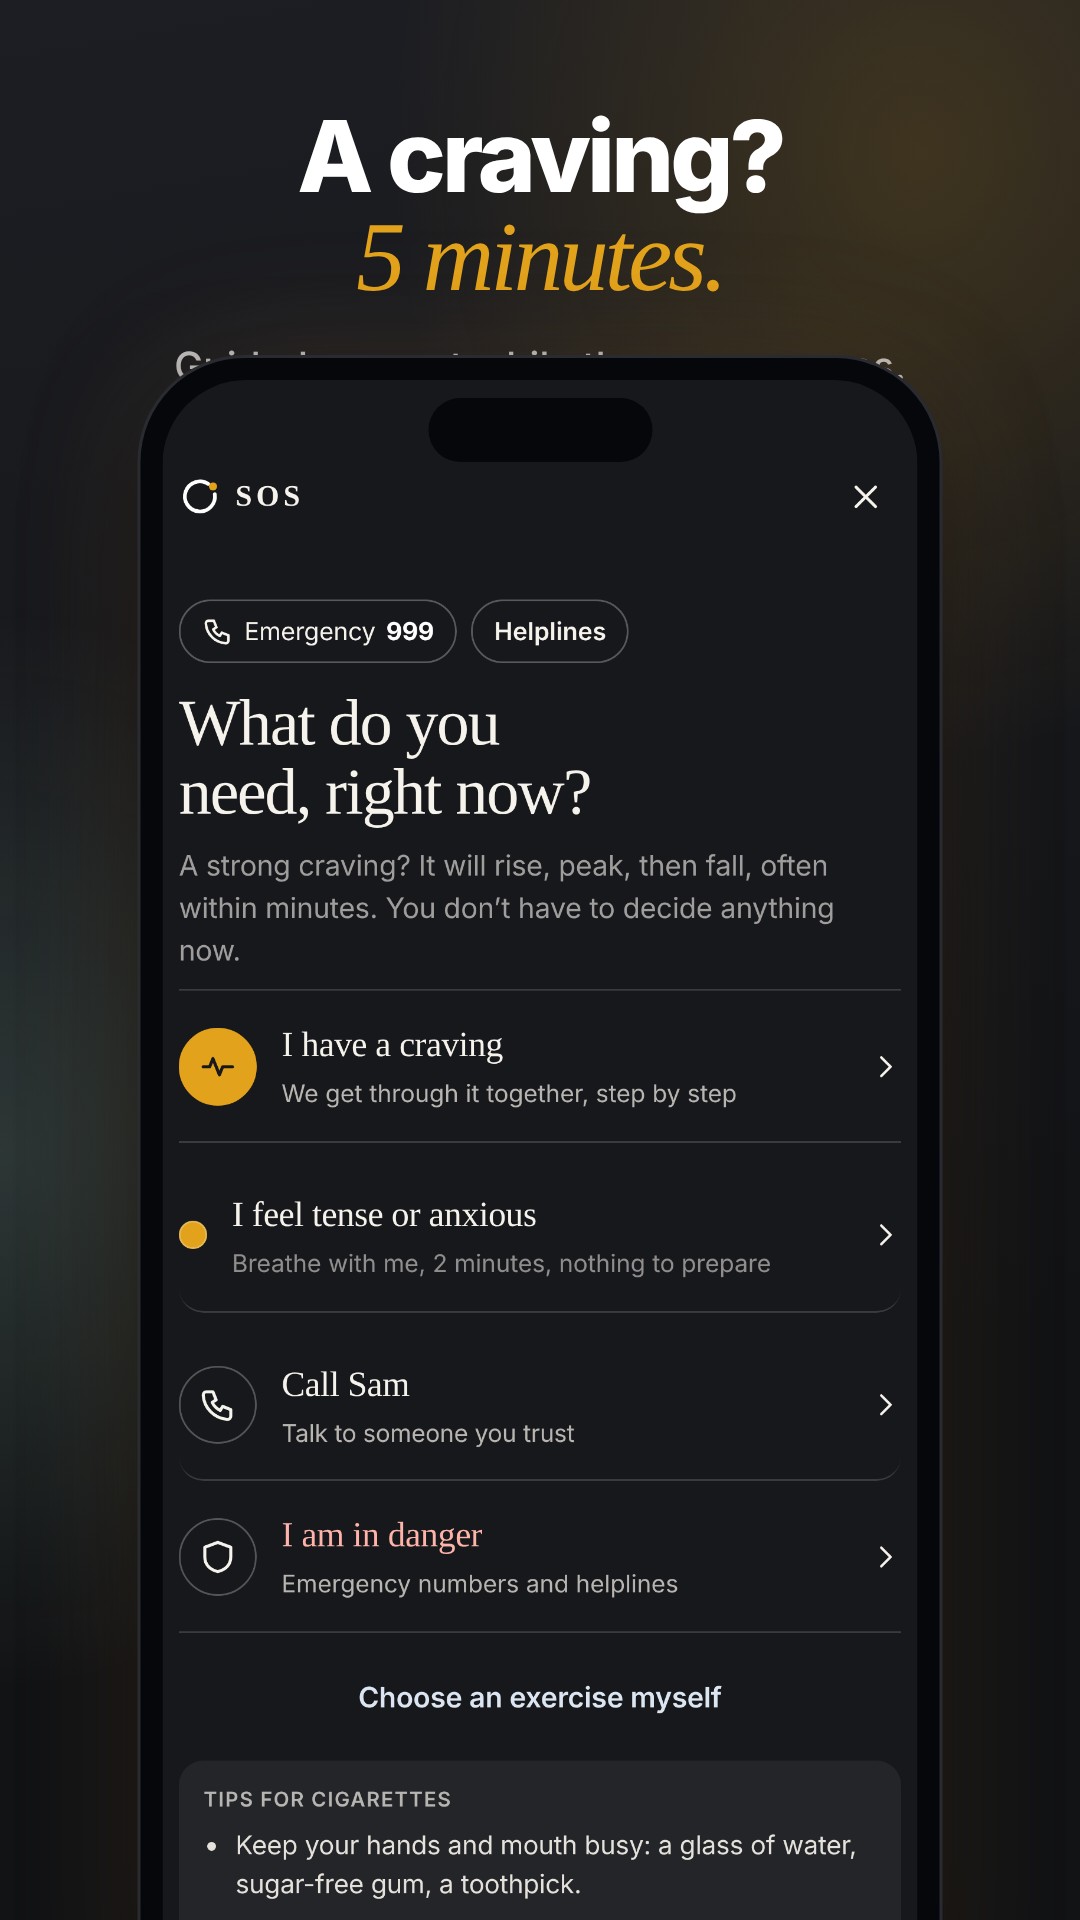 A craving?
5 minutes.
SOS
Emergency 999
Helplines
What do you
need, right now?
A strong craving? It will rise, peak, then fall, often
within minutes. You don’t have to decide anything
now.
I have a craving
We get through it together, step by step
I feel tense or anxious
Breathe with me, 2 minutes, nothing to prepare
Call Sam
Talk to someone you trust
I am in danger
Emergency numbers and helplines
Choose an exercise myself
TIPS FOR CIGARETTES
• Keep your hands and mouth busy: a glass of water,
sugar-free gum, a toothpick.